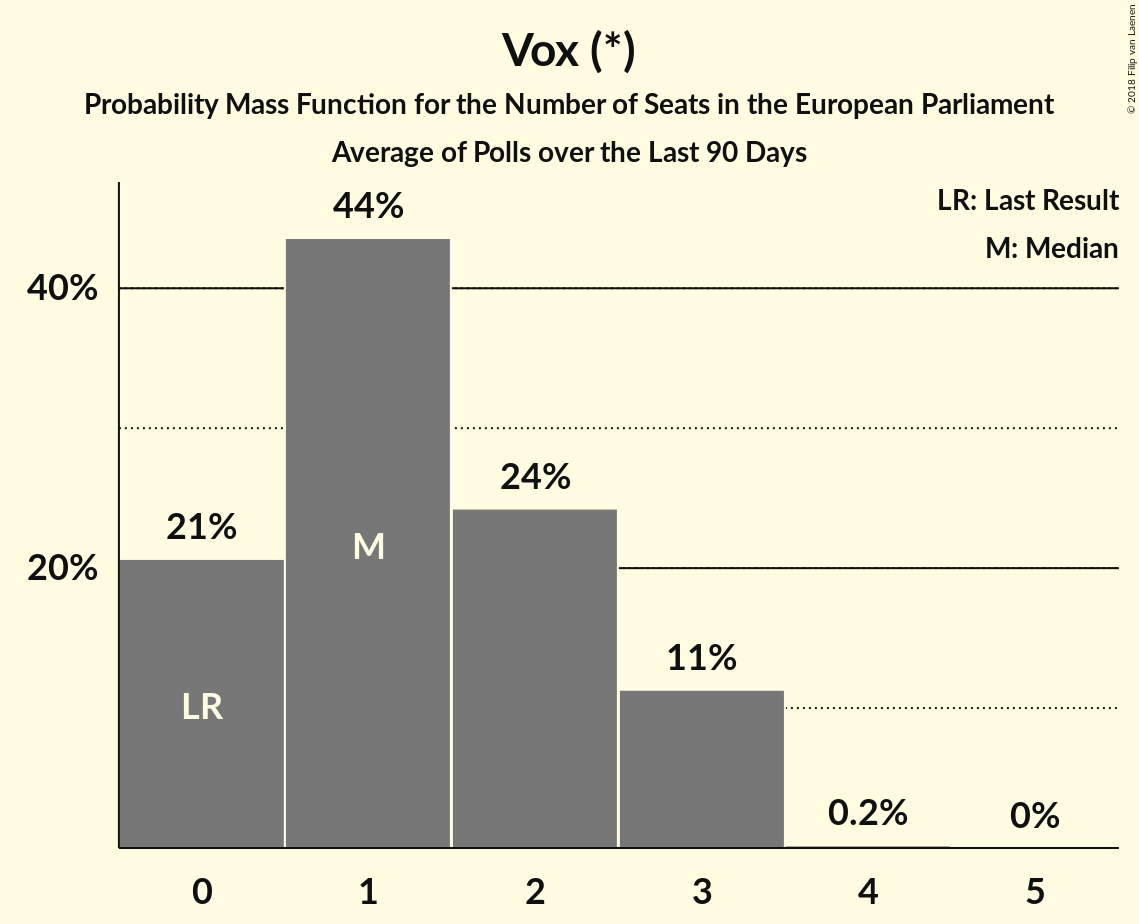 Vox (*)
Probability Mass Function for the Number of Seats in the European Parliament
Average of Polls over the Last 90 Days
© 2018 Filip van Laenen
LR: Last Result
M: Median
44%
40%
24%
21%
M
20%
11%
LR
0.2%
0%
0 1 2 3 4 5